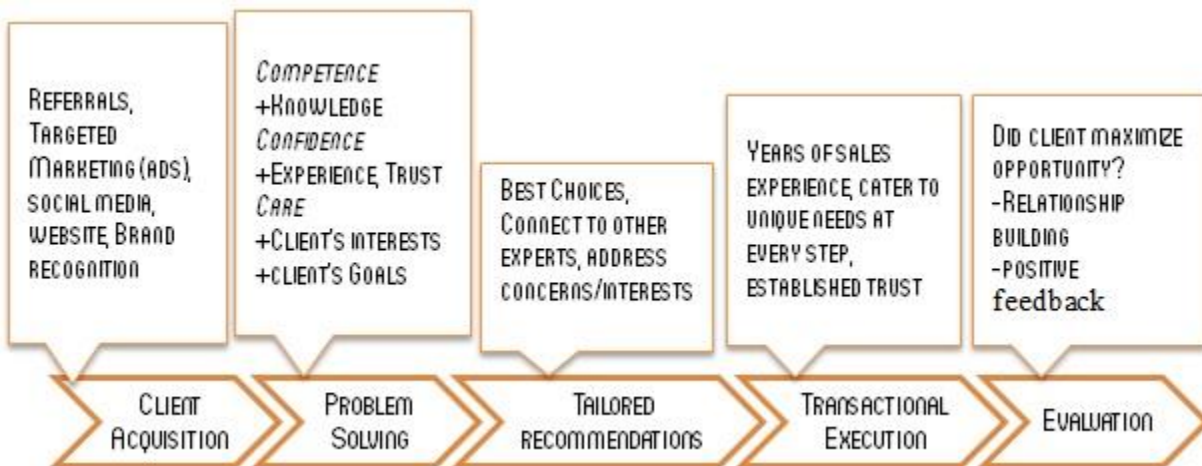 Referrals,
Targeted
Marketing (ads),
social media,
website, Brand
recognition
Competence
+Knowledge
Confidence
+Experience, Trust
Care
+Client's interests
+client's Goals
Best Choices,
Connect to other
experts, address
concerns/interests
Years of sales
experience, cater to
unique needs at
every step,
established trust
Did client maximize
opportunity?
-Relationship
building
-positive
feedback
Client
Acquisition
Problem
Solving
Tailored
recommendations
Transactional
Execution
Evaluation